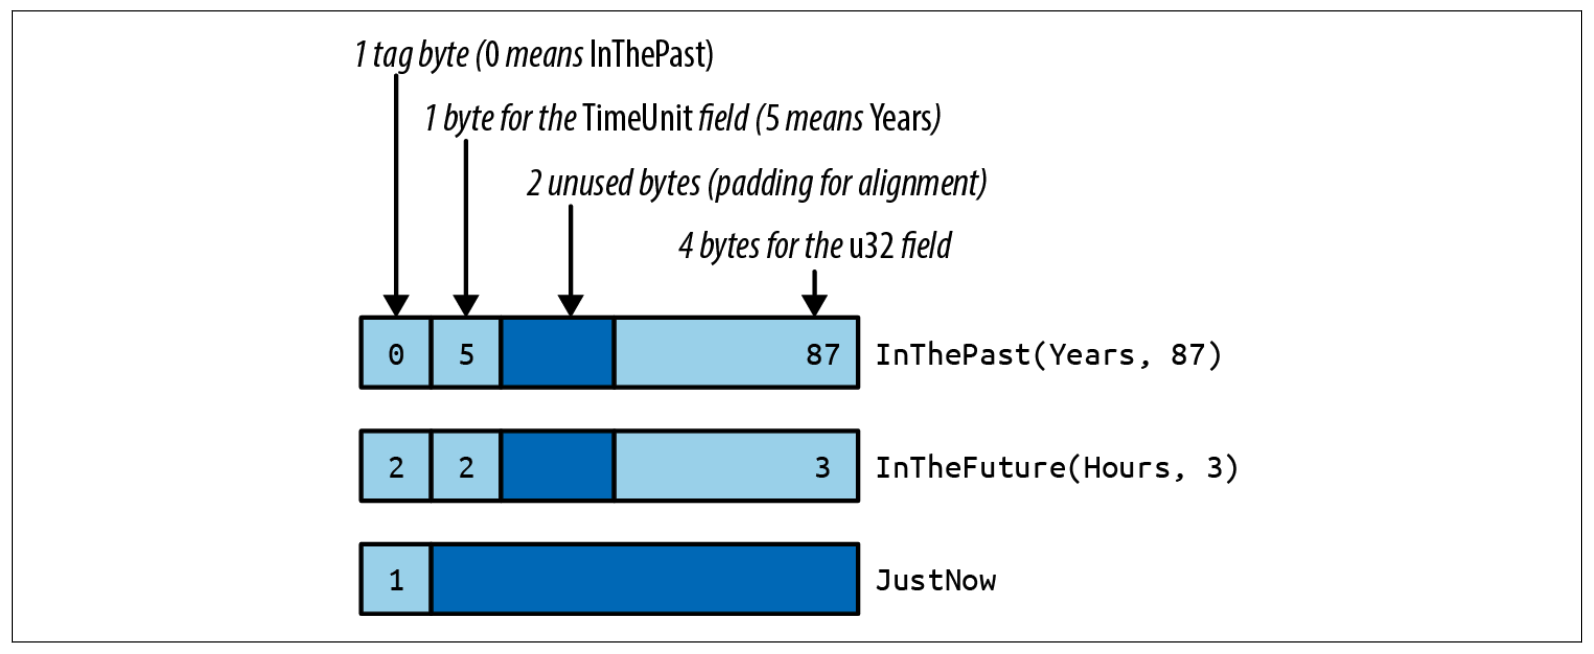 1 tag byte (0 means InThePast)
1 byte for the TimeUnit field (5 means Years)
2 unused bytes (padding for alignment)
4 bytes for the u32 field
0 5 87 InThePast(Years, 87)
2 2 3 InTheFuture(Hours, 3)
1 JustNow